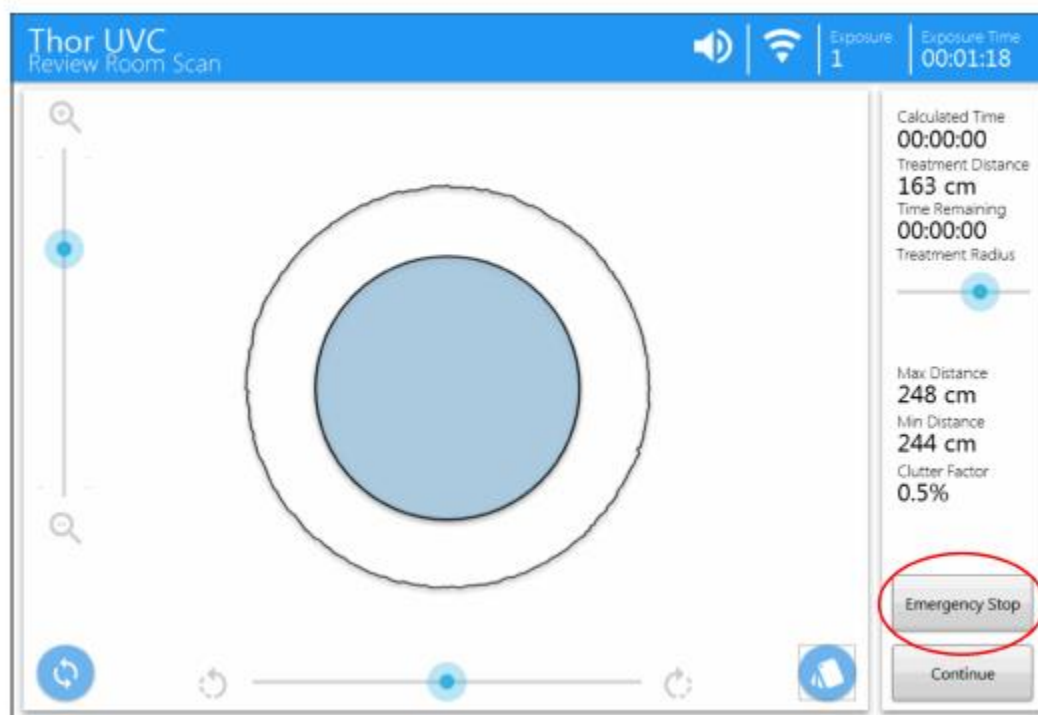 Thor UVC
Review Room Scan
Exposure
1
Exposure Time
00:01:18
Calculated Time
00:00:00
Treatment Distance
163 cm
Time Remaining
00:00:00
Treatment Radius
Max Distance
248 cm
Min Distance
244 cm
Clutter Factor
0.5%
Emergency Stop
Continue